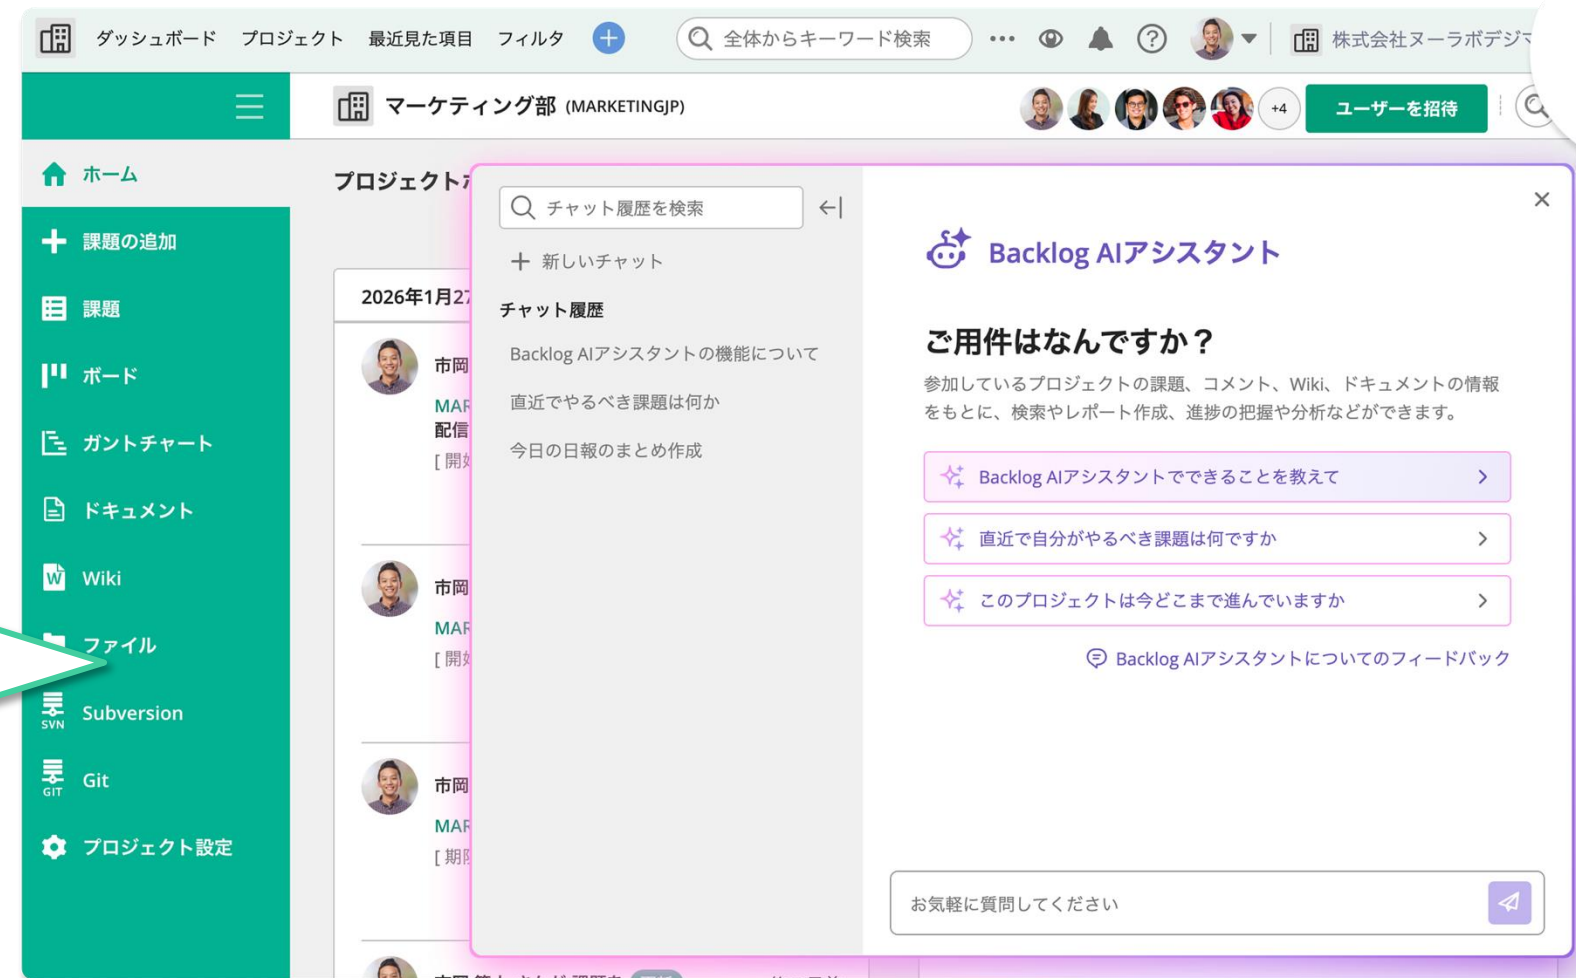 ダッシュボード プロジェクト 最近見た項目 フィルタ 全体からキーワード検索 株式会社ヌーラボデジマ
マーケティング部 (MARKETINGJP) +4 ユーザーを招待
ホーム
課題の追加
課題
ボード
ガントチャート
ドキュメント
Wiki
ファイル
SVN Subversion
GIT Git
プロジェクト設定
プロジェクト
2026年1月27
市岡
MAR
配信
[ 開始
市岡
MAR
[ 開始
市岡
MAR
[ 期限
チャット履歴を検索
新しいチャット
チャット履歴
Backlog AIアシスタントの機能について
直近でやるべき課題は何か
今日の日報のまとめ作成
Backlog AIアシスタント
ご用件はなんですか？
参加しているプロジェクトの課題、コメント、Wiki、ドキュメントの情報
をもとに、検索やレポート作成、進捗の把握や分析などができます。
Backlog AIアシスタントでできることを教えて
直近で自分がやるべき課題は何ですか
このプロジェクトは今どこまで進んでいますか
Backlog AIアシスタントについてのフィードバック
お気軽に質問してください